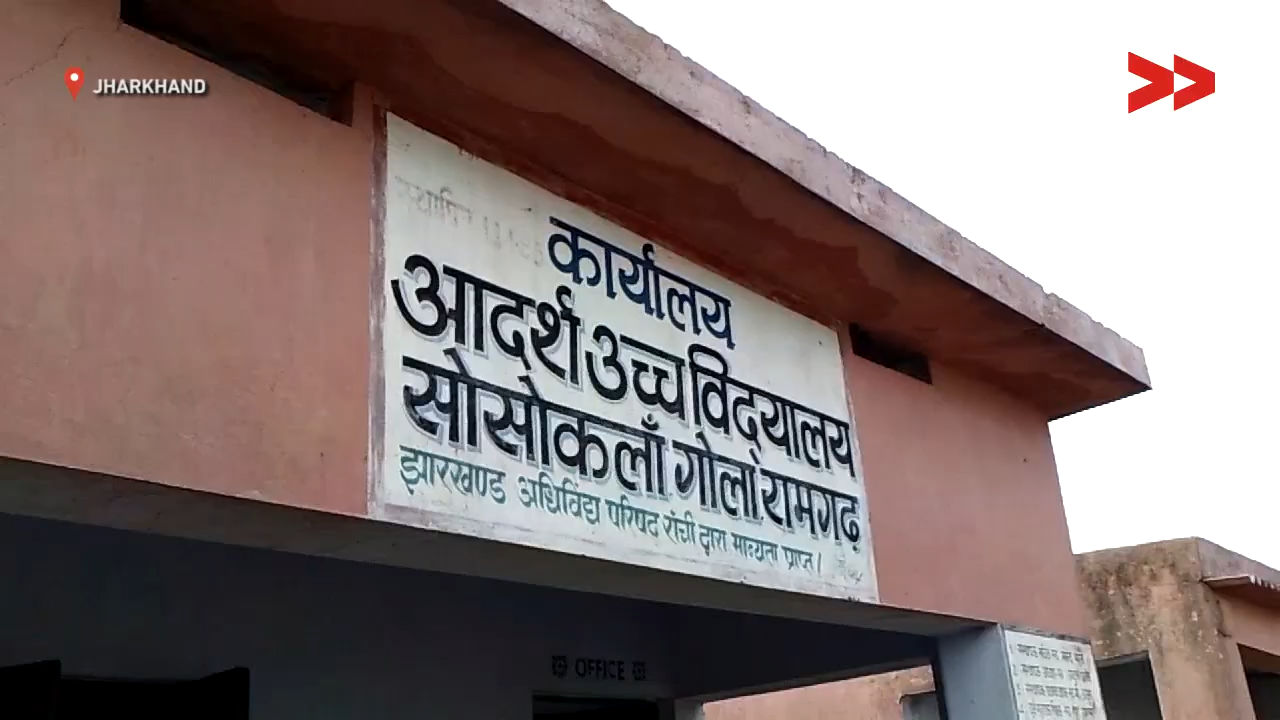 JHARKHAND
कार्यालय
आदर्श उच्च विद्यालय
सोसोकलाँ गोला रामगढ़
झारखण्ड अधिविद्य परिषद रांची द्वारा मान्यता प्राप्त।
OFFICE